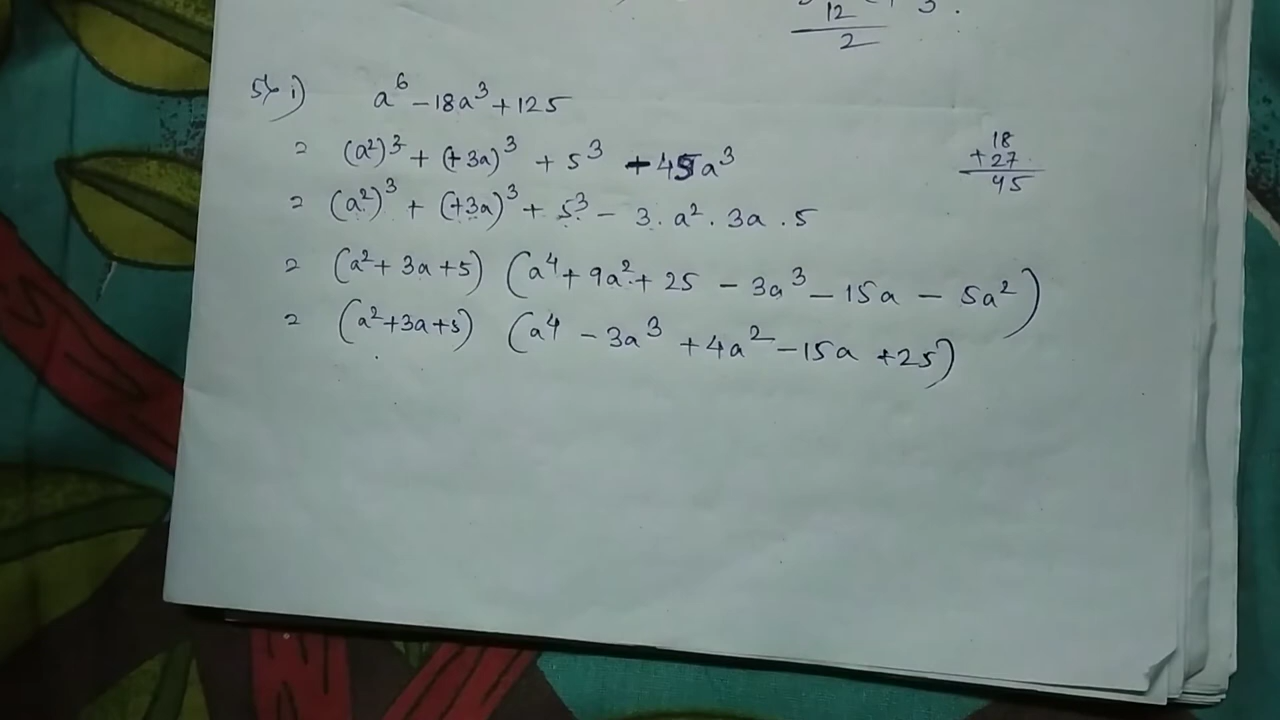 12 3.
2
5) i) a⁶ - 18a³ + 125
= (a²)³ + (+3a)³ + 5³ - 45a³
18
+27
45
= (a²)³ + (+3a)³ + 5³ - 3. a². 3a . 5
= (a² + 3a + 5) (a⁴ + 9a² + 25 - 3a³ - 15a - 5a²)
= (a² + 3a + 5) (a⁴ - 3a³ + 4a² - 15a + 25)